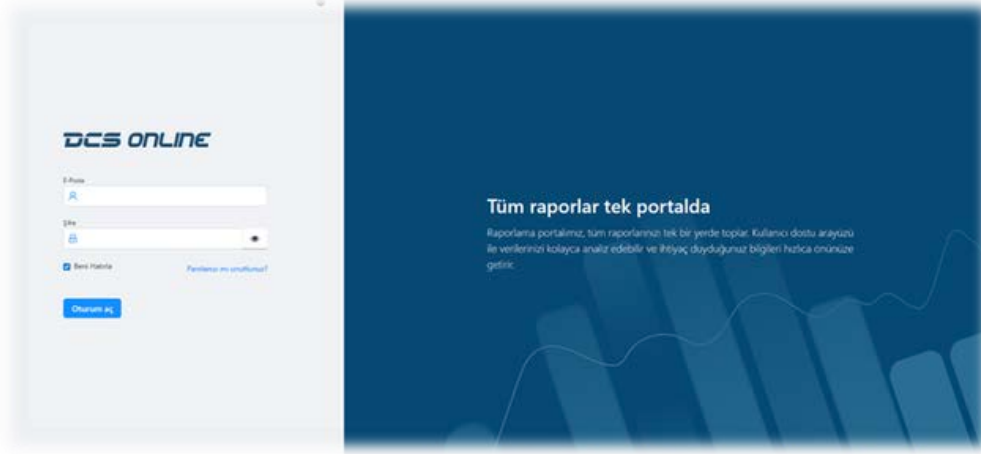 DCS ONLINE
E-Posta
Şifre
Beni Hatırla
Parolanızı mı unuttunuz?
Oturum aç
Tüm raporlar tek portalda
Raporlama portalımız, tüm raporlarınızı tek bir yerde toplar. Kullanıcı dostu arayüzü
ile verilerinizi kolayca analiz edebilir ve ihtiyaç duyduğunuz bilgileri hızlıca önünüze
getirir.